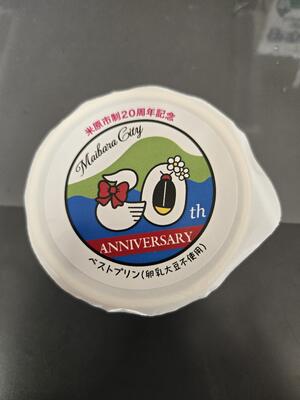 米原市制20周年記念
Maibara City
20th
ANNIVERSARY
ベストプリン(卵乳大豆不使用)